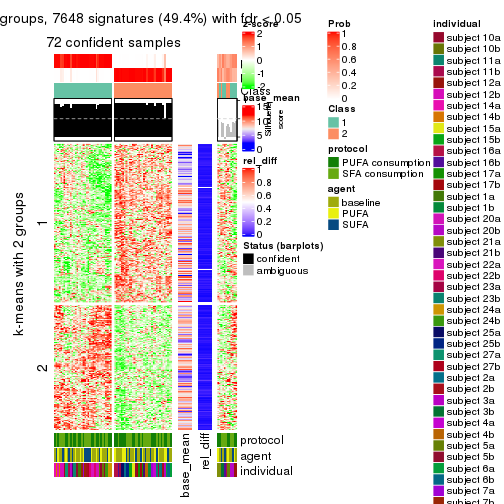 groups, 7648 signatures (49.4%) with fdr < 0.05
72 confident samples
z-score
2
1
0
-1
-2
Prob
1
0.8
0.6
0.4
0.2
0
individual
subject 10a
subject 10b
subject 11a
subject 11b
subject 12a
subject 12b
subject 14a
subject 14b
subject 15a
subject 15b
subject 16a
subject 16b
subject 17a
subject 17b
subject 1a
subject 1b
subject 20a
subject 20b
subject 21a
subject 21b
subject 22a
subject 22b
subject 23a
subject 23b
subject 24a
subject 24b
subject 25a
subject 25b
subject 27a
subject 27b
subject 2a
subject 2b
subject 3a
subject 3b
subject 4a
subject 4b
subject 5a
subject 5b
subject 6a
subject 6b
subject 7a
subject 7b
Class
Silhouette
score
base_mean
15
10
5
0
Class
1
2
protocol
PUFA consumption
SFA consumption
rel_diff
1
0.8
0.6
0.4
0.2
0
agent
baseline
PUFA
SUFA
Status (barplots)
confident
ambiguous
k-means with 2 groups
1
2
protocol
agent
individual
base_mean
rel_diff